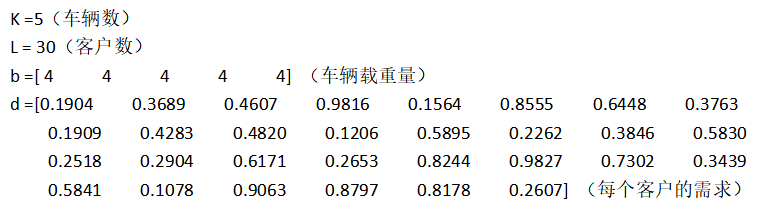 K =5（车辆数）
L = 30（客户数）
b =[ 4 4 4 4 4] （车辆载重量）
d =[0.1904 0.3689 0.4607 0.9816 0.1564 0.8555 0.6448 0.3763
0.1909 0.4283 0.4820 0.1206 0.5895 0.2262 0.3846 0.5830
0.2518 0.2904 0.6171 0.2653 0.8244 0.9827 0.7302 0.3439
0.5841 0.1078 0.9063 0.8797 0.8178 0.2607] （每个客户的需求）